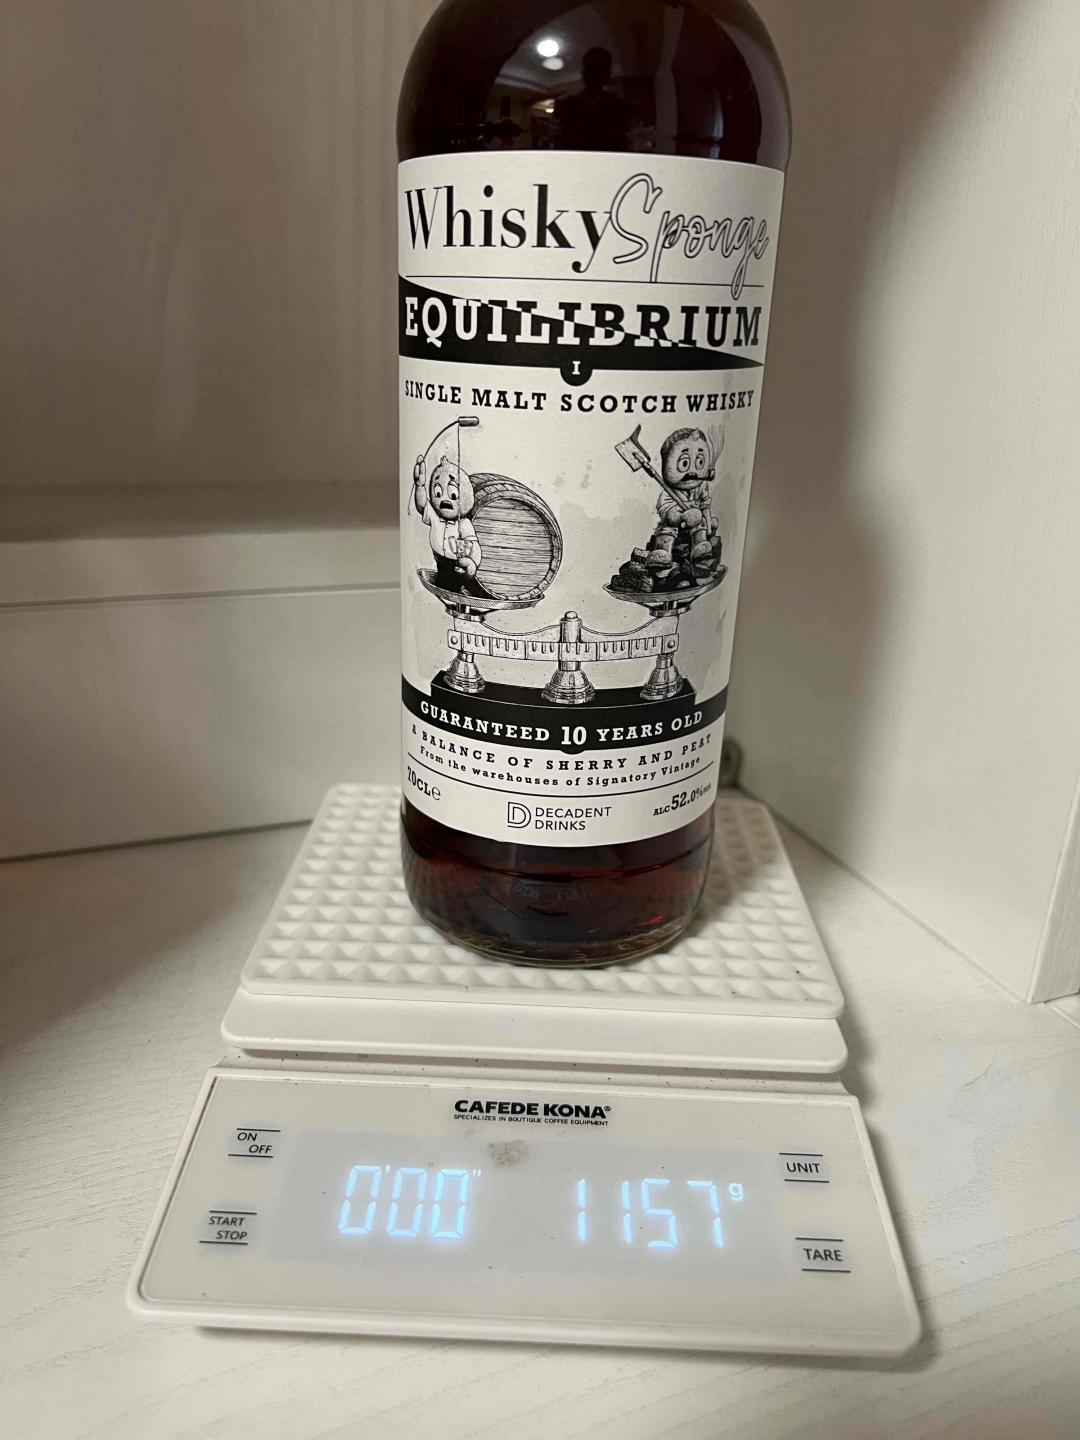 Whisky Sponge
EQUILIBRIUM
I
SINGLE MALT SCOTCH WHISKY
GUARANTEED 10 YEARS OLD
A BALANCE OF SHERRY AND PEAT
From the warehouses of Signatory Vintage
70CLe
DECADENT
DRINKS
ALC 52.0%
CAFEDE KONA®
SPECIALIZES IN BOUTIQUE COFFEE EQUIPMENT
ON
OFF
UNIT
0'00"
1157g
START
STOP
TARE